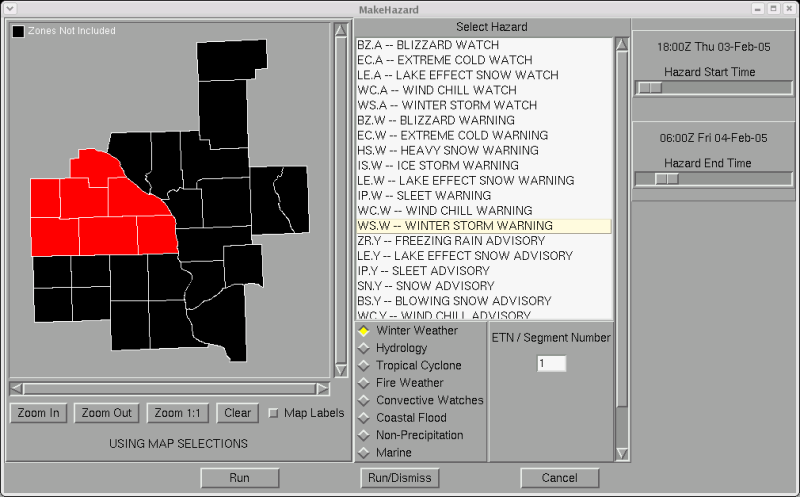 MakeHazard
Zones Not Included
Select Hazard
BZ.A -- BLIZZARD WATCH
EC.A -- EXTREME COLD WATCH
LE.A -- LAKE EFFECT SNOW WATCH
WC.A -- WIND CHILL WATCH
WS.A -- WINTER STORM WATCH
BZ.W -- BLIZZARD WARNING
EC.W -- EXTREME COLD WARNING
HS.W -- HEAVY SNOW WARNING
IS.W -- ICE STORM WARNING
LE.W -- LAKE EFFECT SNOW WARNING
IP.W -- SLEET WARNING
WC.W -- WIND CHILL WARNING
WS.W -- WINTER STORM WARNING
ZR.Y -- FREEZING RAIN ADVISORY
LE.Y -- LAKE EFFECT SNOW ADVISORY
IP.Y -- SLEET ADVISORY
SN.Y -- SNOW ADVISORY
BS.Y -- BLOWING SNOW ADVISORY
WC.Y -- WIND CHILL ADVISORY
18:00Z Thu 03-Feb-05
Hazard Start Time
06:00Z Fri 04-Feb-05
Hazard End Time
Winter Weather
Hydrology
Tropical Cyclone
Fire Weather
Convective Watches
Coastal Flood
Non-Precipitation
Marine
ETN / Segment Number
1
Zoom In
Zoom Out
Zoom 1:1
Clear
Map Labels
USING MAP SELECTIONS
Run
Run/Dismiss
Cancel